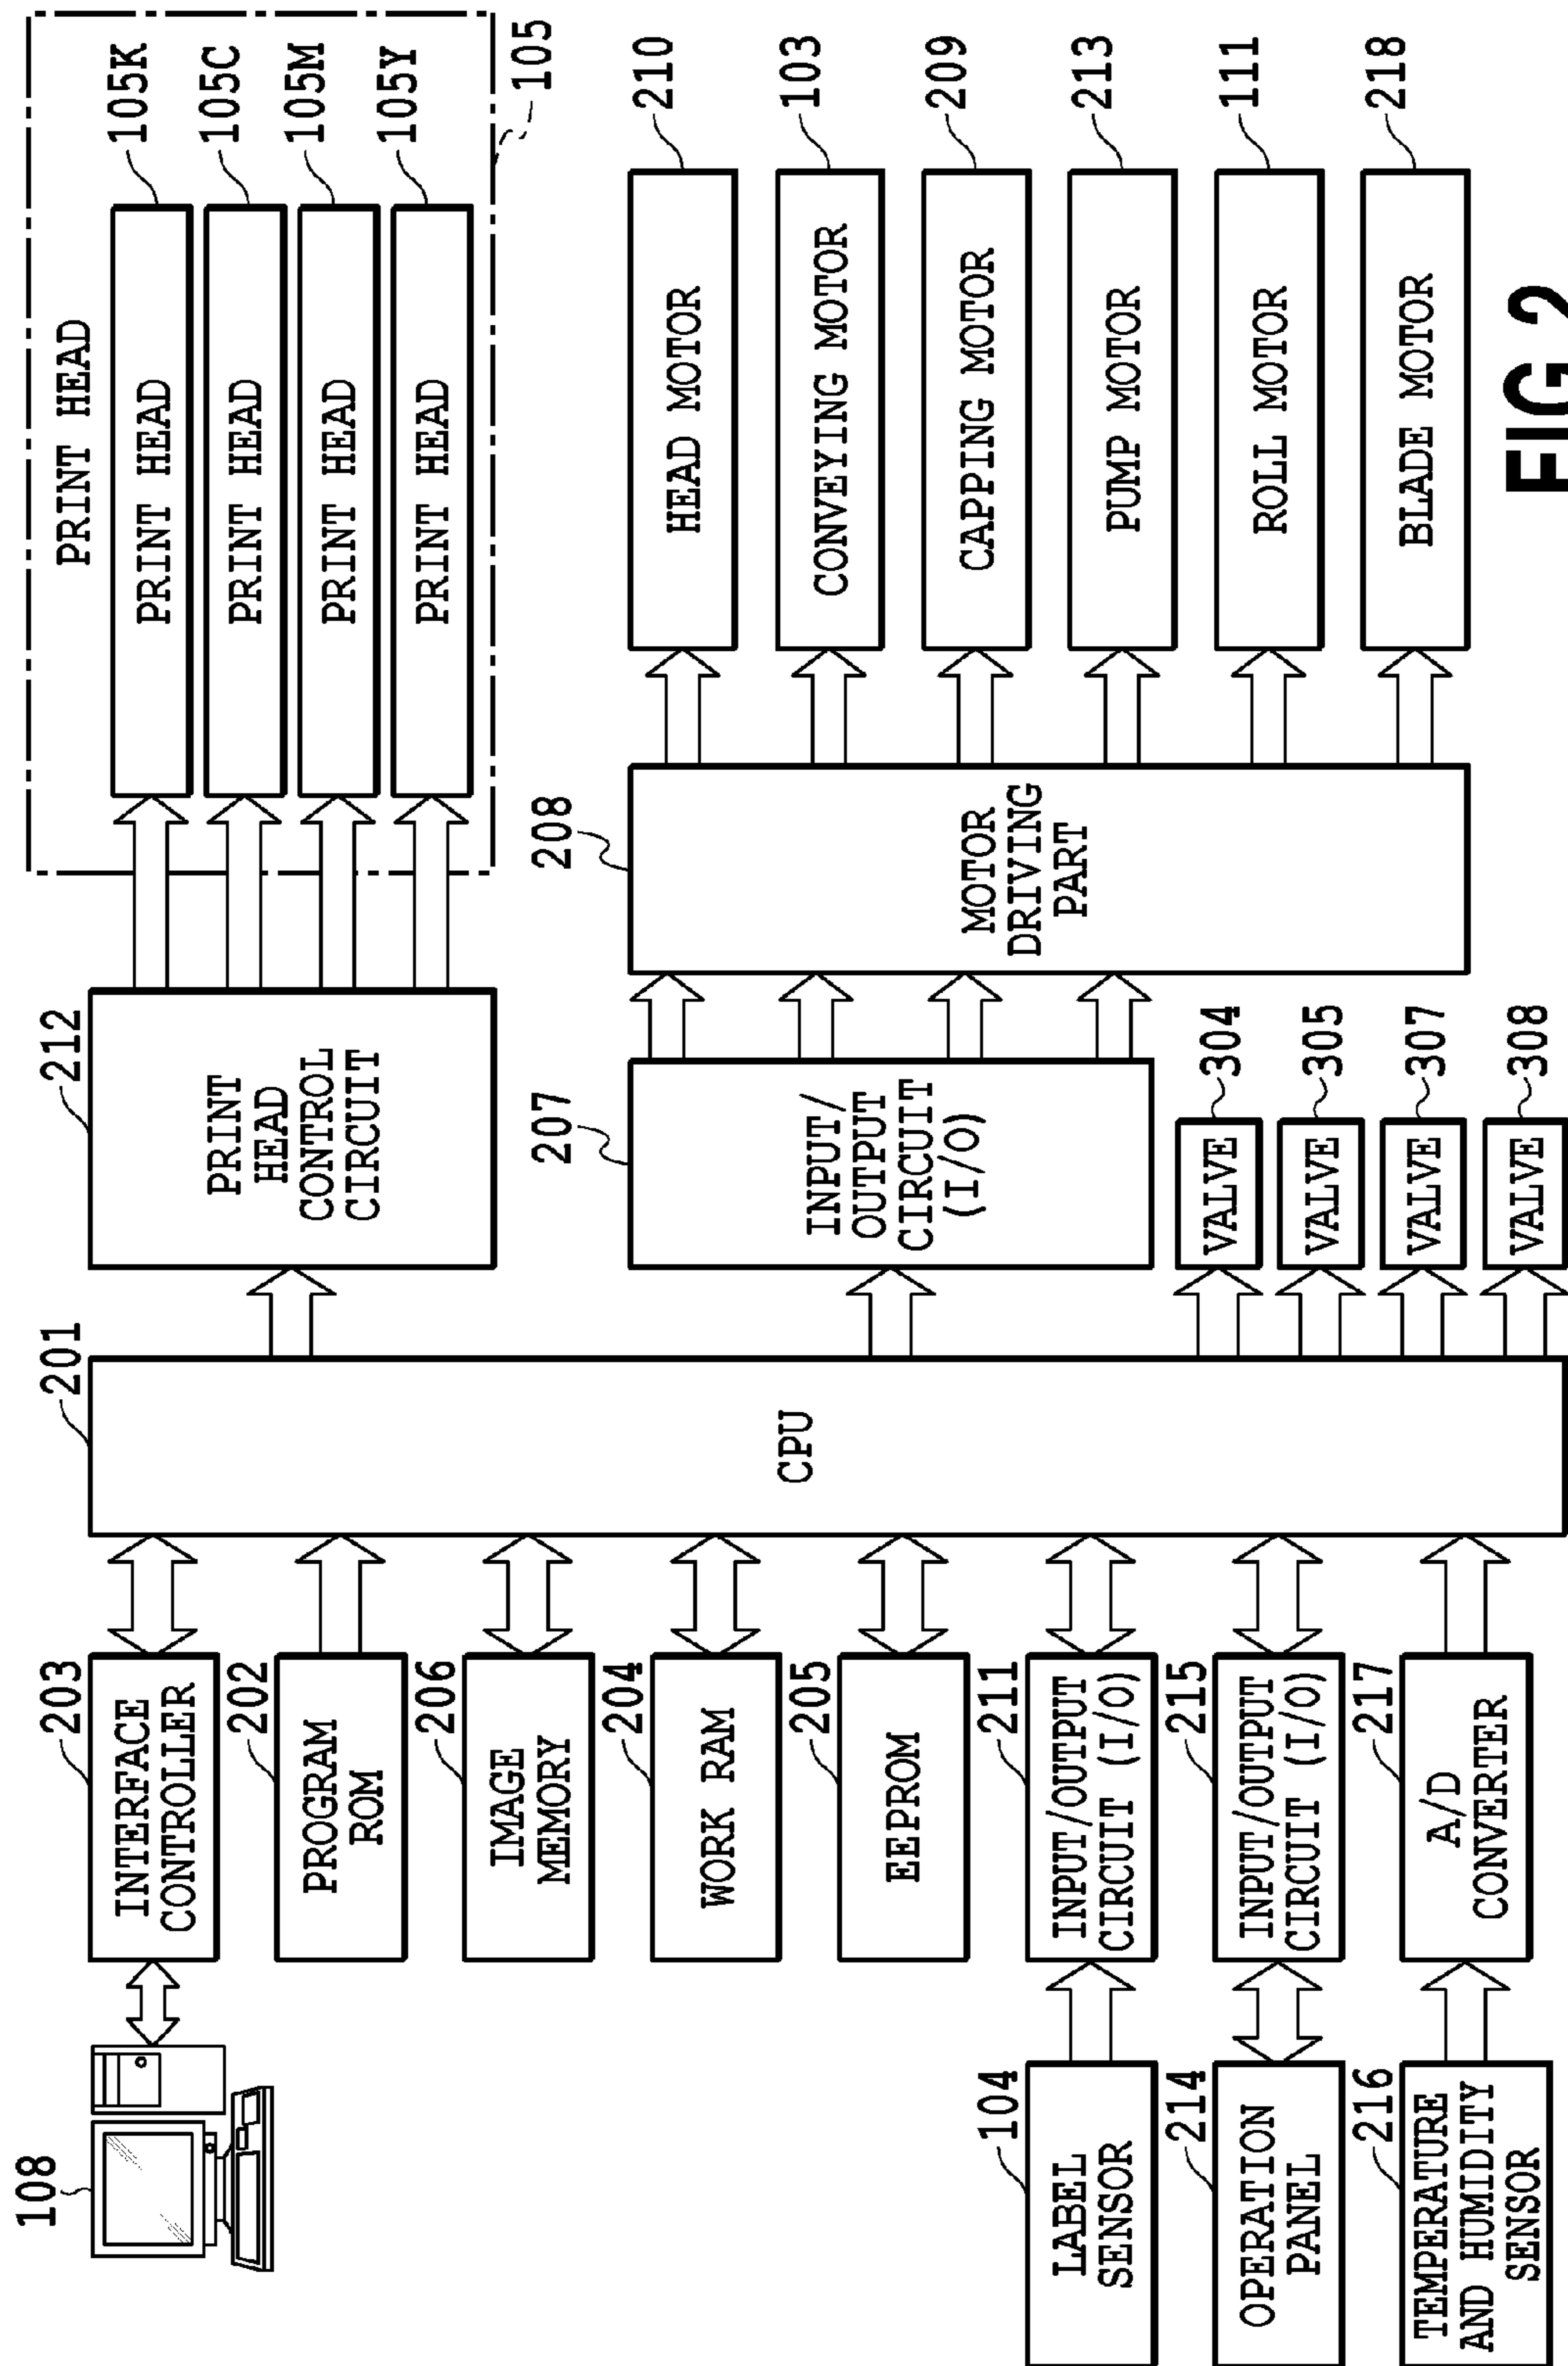 108
203
INTERFACE
CONTROLLER
202
PROGRAM
ROM
206
IMAGE
MEMORY
204
WORK RAM
205
EEPROM
104
LABEL
SENSOR
211
INPUT/OUTPUT
CIRCUIT (I/O)
214
OPERATION
PANEL
215
INPUT/OUTPUT
CIRCUIT (I/O)
216
TEMPERATURE
AND HUMIDITY
SENSOR
217
A/D
CONVERTER
201
CPU
212
PRINT
HEAD
CONTROL
CIRCUIT
PRINT HEAD
PRINT HEAD
105K
PRINT HEAD
105C
PRINT HEAD
105M
PRINT HEAD
105Y
105
207
INPUT/
OUTPUT
CIRCUIT
(I/O)
208
MOTOR
DRIVING
PART
HEAD MOTOR
210
CONVEYING MOTOR
103
CAPPING MOTOR
209
PUMP MOTOR
213
ROLL MOTOR
111
BLADE MOTOR
218
VALVE
304
VALVE
305
VALVE
307
VALVE
308
FIG.2